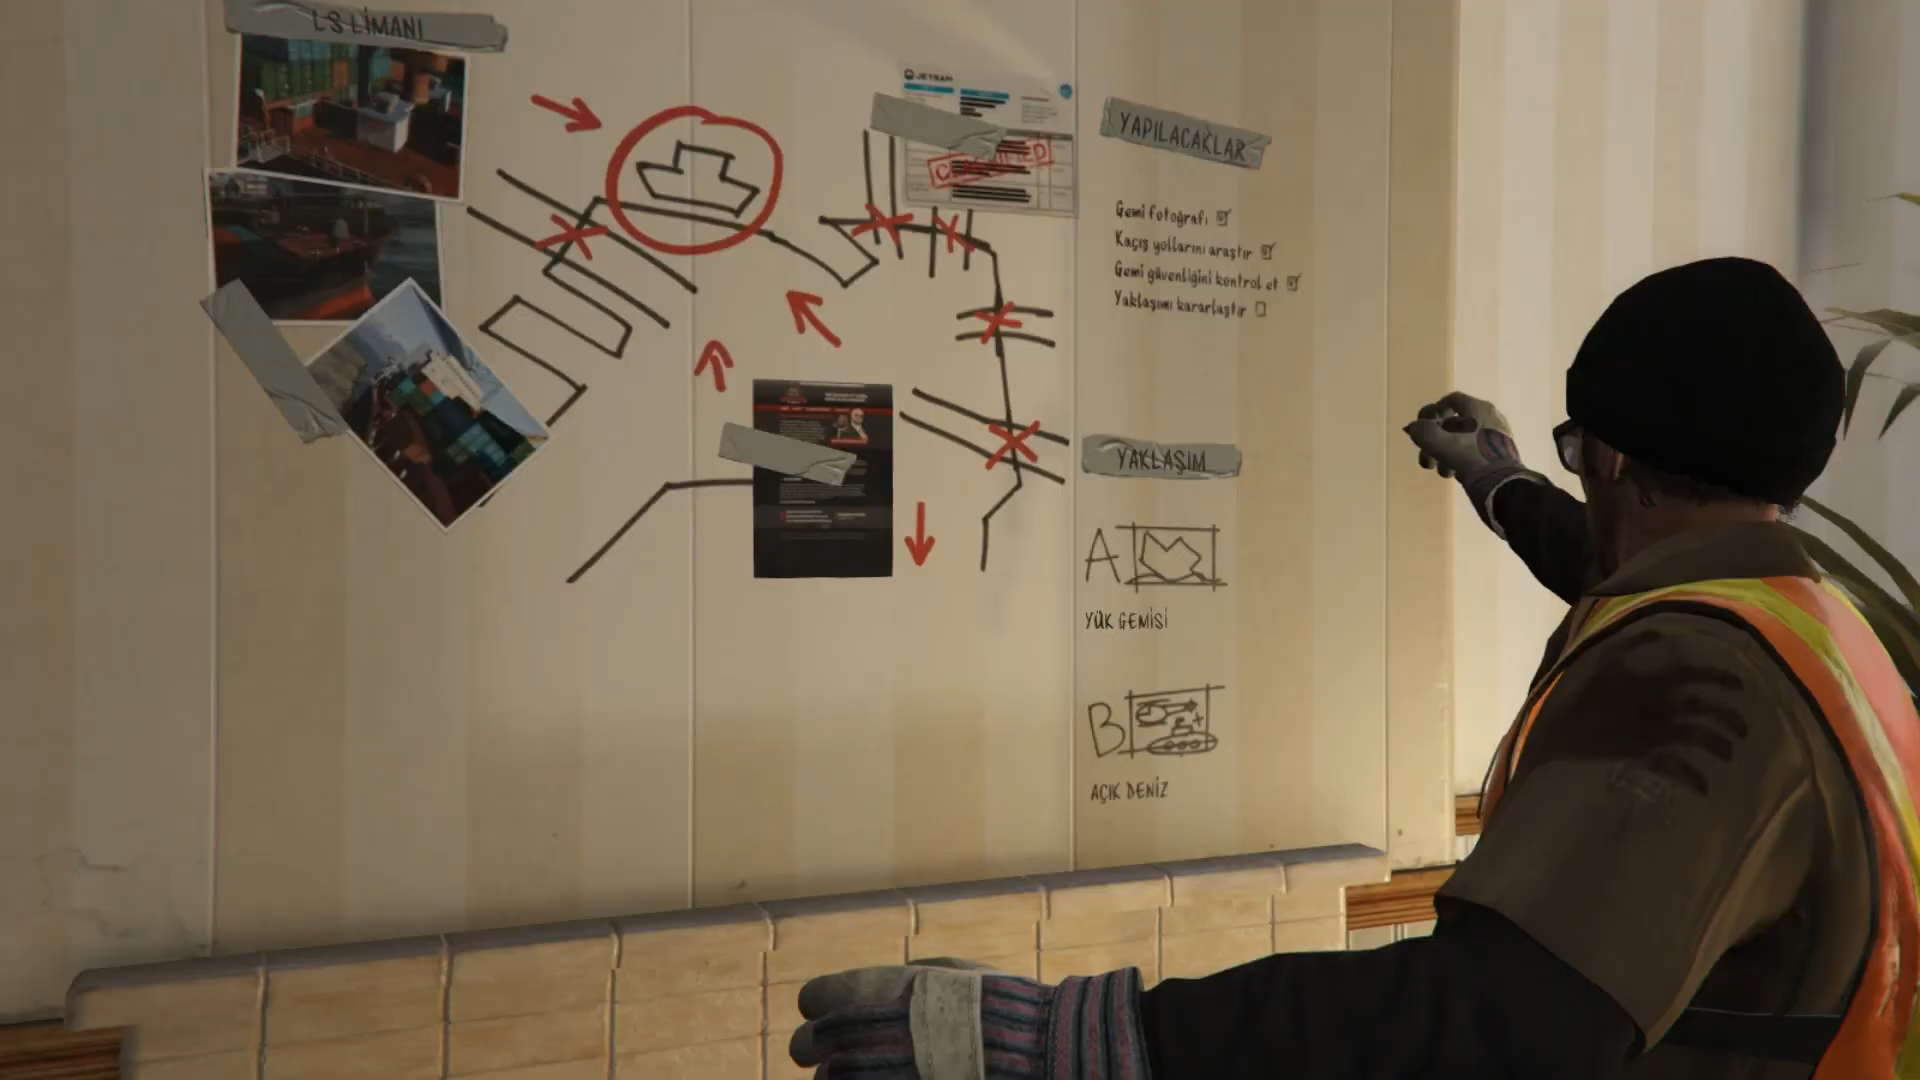 LS LİMANI
JETSAM
CLASSIFIED
YAPILACAKLAR
Gemi fotoğrafı
Kaçış yollarını araştır
Gemi güvenliğini kontrol et
Yaklaşımı kararlaştır
YAKLAŞIM
A
YÜK GEMİSİ
B
AÇIK DENİZ